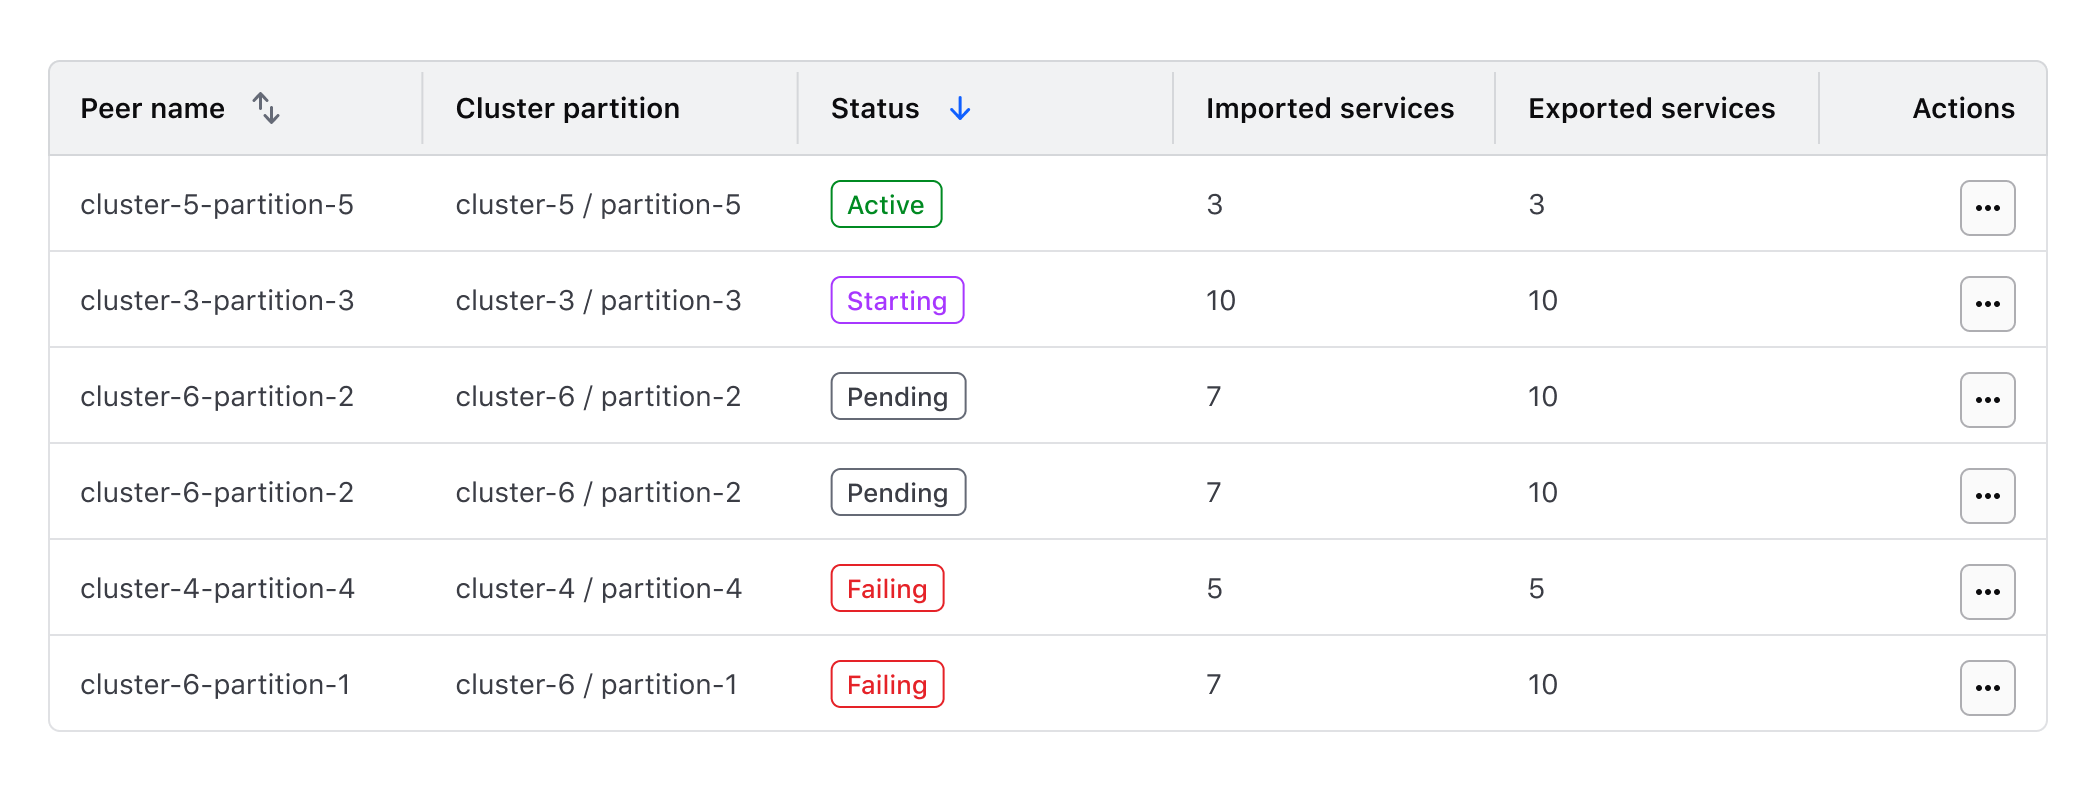 Peer name Cluster partition Status Imported services Exported services Actions
cluster-5-partition-5 cluster-5 / partition-5 Active 3 3
cluster-3-partition-3 cluster-3 / partition-3 Starting 10 10
cluster-6-partition-2 cluster-6 / partition-2 Pending 7 10
cluster-6-partition-2 cluster-6 / partition-2 Pending 7 10
cluster-4-partition-4 cluster-4 / partition-4 Failing 5 5
cluster-6-partition-1 cluster-6 / partition-1 Failing 7 10